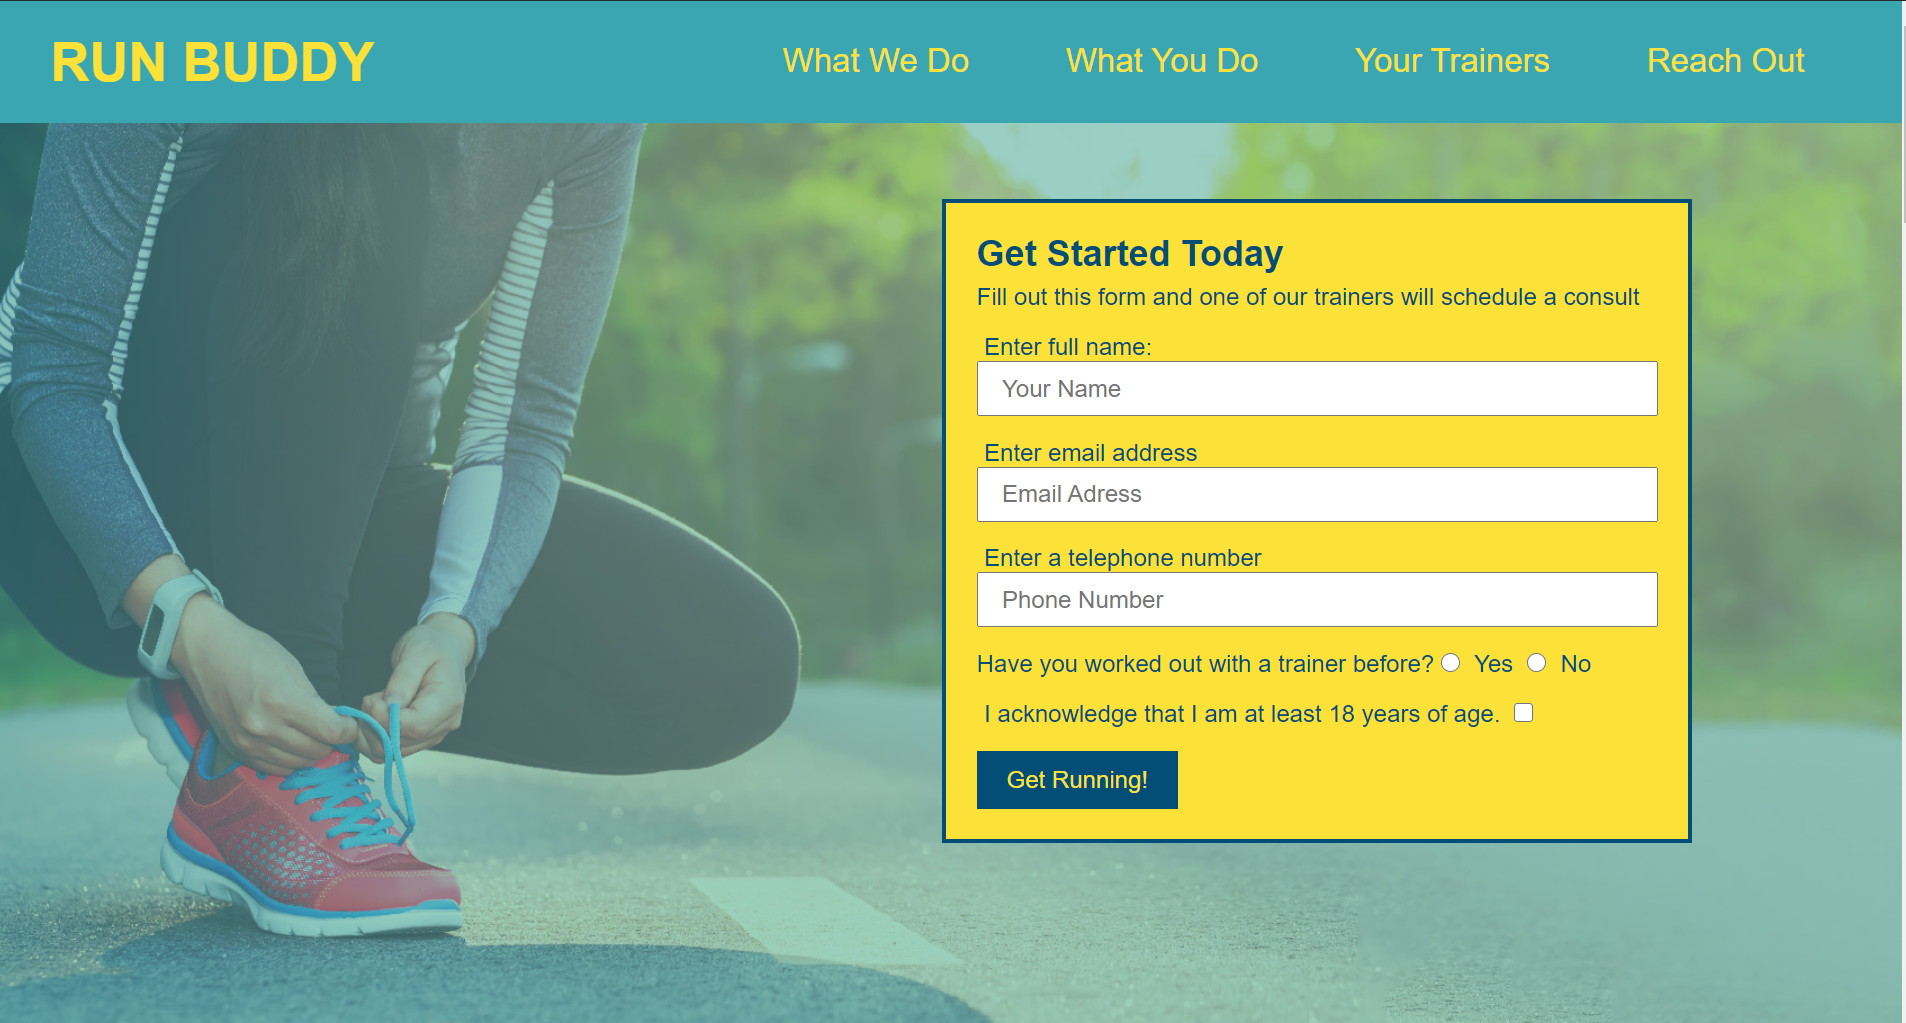 RUN BUDDY
What We Do What You Do Your Trainers Reach Out
Get Started Today
Fill out this form and one of our trainers will schedule a consult
Enter full name:
Your Name
Enter email address
Email Adress
Enter a telephone number
Phone Number
Have you worked out with a trainer before? Yes No
I acknowledge that I am at least 18 years of age.
Get Running!